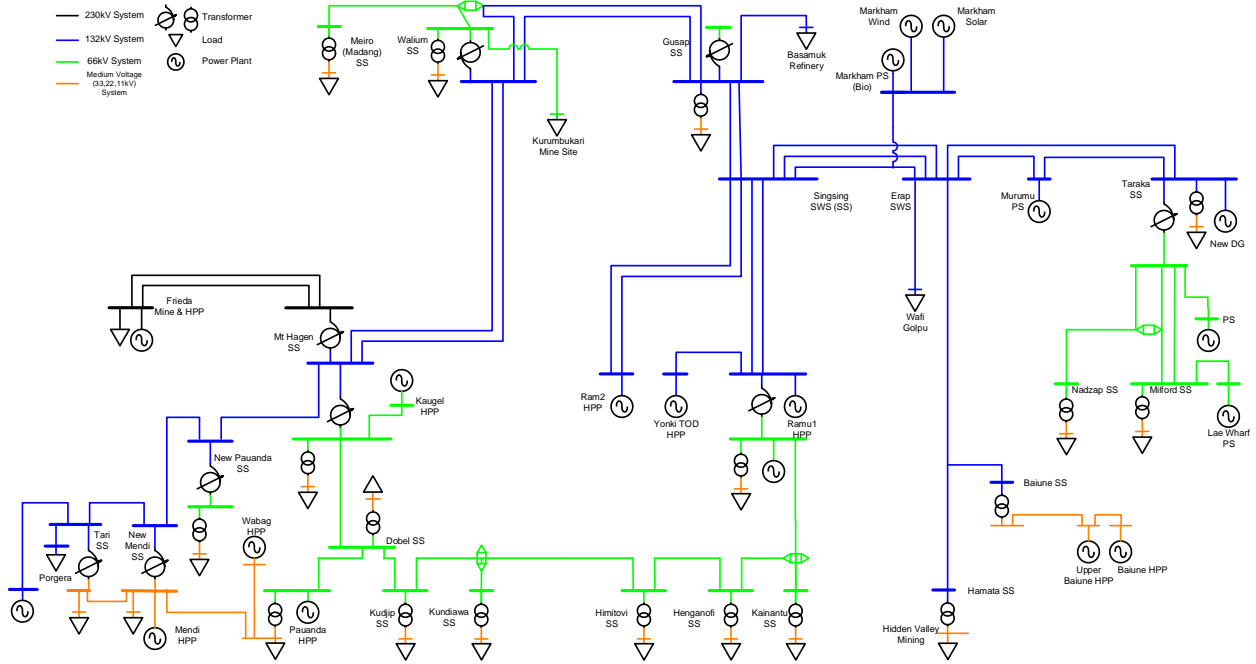 230kV System
Transformer
132kV System
Load
66kV System
Power Plant
Medium Voltage
(33,22,11kV)
System
Meiro
(Madang)
SS
Walium
SS
Gusap
SS
Basamuk
Refinery
Markham
Wind
Markham
Solar
Markham PS
(Bio)
Kurumbukari
Mine Site
Singsing
SWS (SS)
Erap
SWS
Murumu
PS
Taraka
SS
New DG
Frieda
Mine & HPP
Mt Hagen
SS
Wafi
Golpu
PS
Kaugel
HPP
Ram2
HPP
Yonki TOD
HPP
Ramu1
HPP
Nadzap SS
Milford SS
Lae Wharf
PS
New Pauanda
SS
Baiune SS
Tari
SS
New
Mendi
SS
Wabag
HPP
Dobel SS
Upper
Baiune HPP
Baiune HPP
Porgera
Hamata SS
Mendi
HPP
Pauanda
HPP
Kudjip
SS
Kundiawa
SS
Himitovi
SS
Henganofi
SS
Kainantu
SS
Hidden Valley
Mining